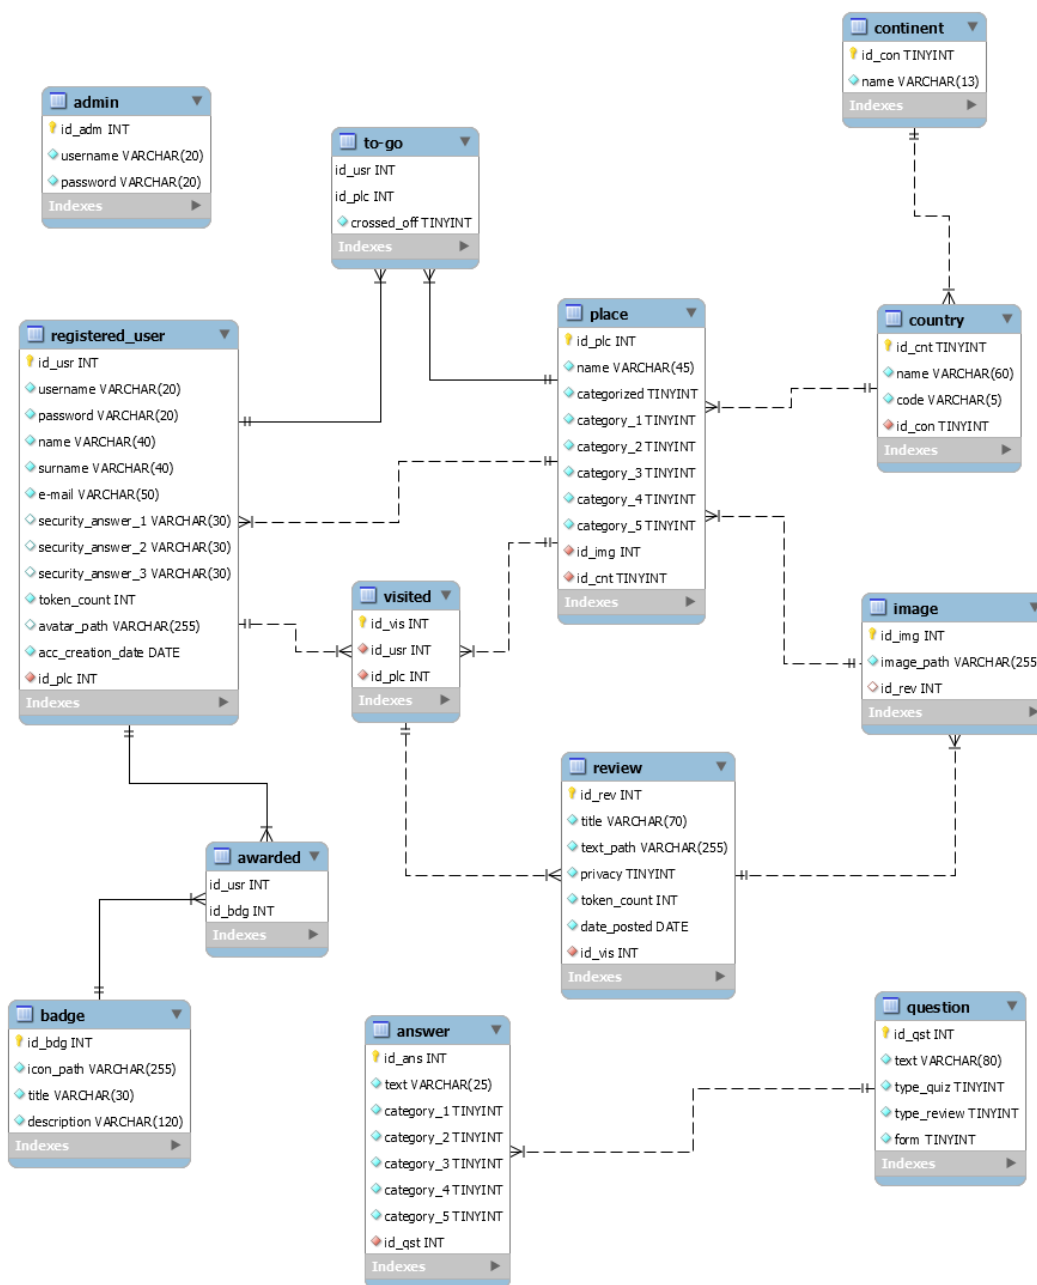 continent
id_con TINYINT
name VARCHAR(13)
Indexes
admin
id_adm INT
username VARCHAR(20)
password VARCHAR(20)
Indexes
to-go
id_usr INT
id_plc INT
crossed_off TINYINT
Indexes
registered_user
id_usr INT
username VARCHAR(20)
password VARCHAR(20)
name VARCHAR(40)
surname VARCHAR(40)
e-mail VARCHAR(50)
security_answer_1 VARCHAR(30)
security_answer_2 VARCHAR(30)
security_answer_3 VARCHAR(30)
token_count INT
avatar_path VARCHAR(255)
acc_creation_date DATE
id_plc INT
Indexes
place
id_plc INT
name VARCHAR(45)
categorized TINYINT
category_1 TINYINT
category_2 TINYINT
category_3 TINYINT
category_4 TINYINT
category_5 TINYINT
id_img INT
id_cnt TINYINT
Indexes
country
id_cnt TINYINT
name VARCHAR(60)
code VARCHAR(5)
id_con TINYINT
Indexes
visited
id_vis INT
id_usr INT
id_plc INT
Indexes
image
id_img INT
image_path VARCHAR(255
id_rev INT
Indexes
review
id_rev INT
title VARCHAR(70)
text_path VARCHAR(255)
privacy TINYINT
token_count INT
date_posted DATE
id_vis INT
Indexes
awarded
id_usr INT
id_bdg INT
Indexes
badge
id_bdg INT
icon_path VARCHAR(255)
title VARCHAR(30)
description VARCHAR(120)
Indexes
answer
id_ans INT
text VARCHAR(25)
category_1 TINYINT
category_2 TINYINT
category_3 TINYINT
category_4 TINYINT
category_5 TINYINT
id_qst INT
Indexes
question
id_qst INT
text VARCHAR(80)
type_quiz TINYINT
type_review TINYINT
form TINYINT
Indexes